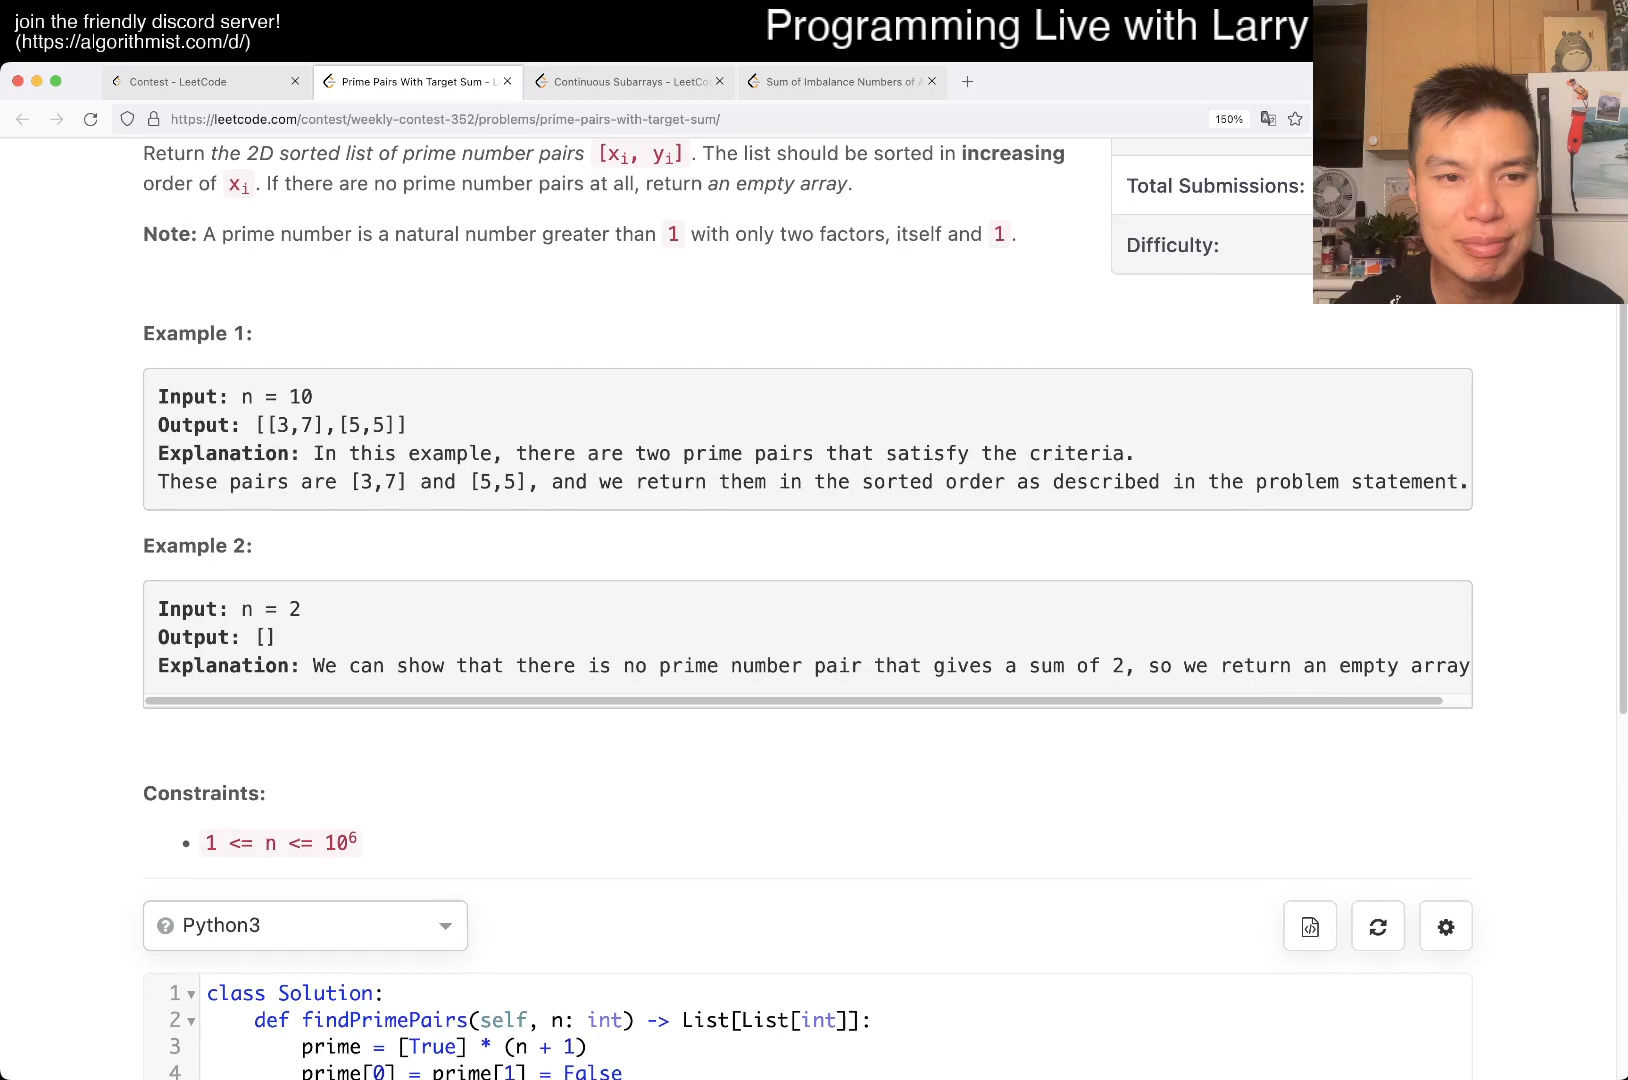 join the friendly discord server!
(https://algorithmist.com/d/)
Programming Live with Larry
Contest - LeetCode
Prime Pairs With Target Sum - L
Continuous Subarrays - LeetCo
Sum of Imbalance Numbers of A
https://leetcode.com/contest/weekly-contest-352/problems/prime-pairs-with-target-sum/
150%
Return the 2D sorted list of prime number pairs [xi, yi]. The list should be sorted in increasing
order of xi. If there are no prime number pairs at all, return an empty array.
Note: A prime number is a natural number greater than 1 with only two factors, itself and 1.
Total Submissions:
Difficulty:
Example 1:
Input: n = 10
Output: [[3,7],[5,5]]
Explanation: In this example, there are two prime pairs that satisfy the criteria.
These pairs are [3,7] and [5,5], and we return them in the sorted order as described in the problem statement.
Example 2:
Input: n = 2
Output: []
Explanation: We can show that there is no prime number pair that gives a sum of 2, so we return an empty array
Constraints:
• 1 <= n <= 10^6
Python3
1 class Solution:
2 def findPrimePairs(self, n: int) -> List[List[int]]:
3 prime = [True] * (n + 1)
4 prime[0] = prime[1] = False